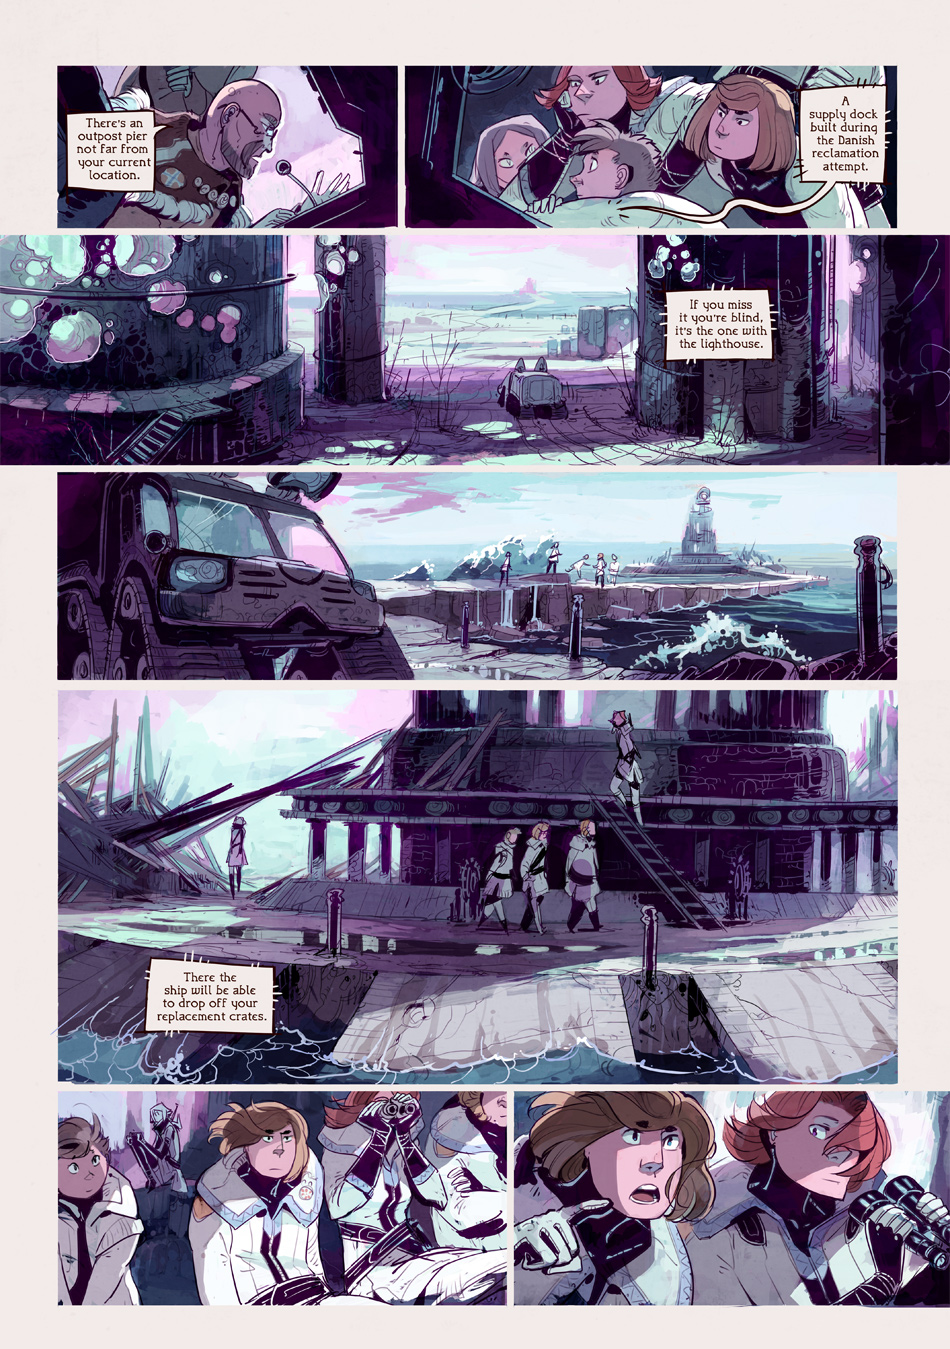 There's an
outpost pier
not far from
your current
location.
A
supply dock
built during
the Danish
reclamation
attempt.
If you miss
it you're blind,
it's the one with
the lighthouse.
There the
ship will be able
to drop off your
replacement crates.